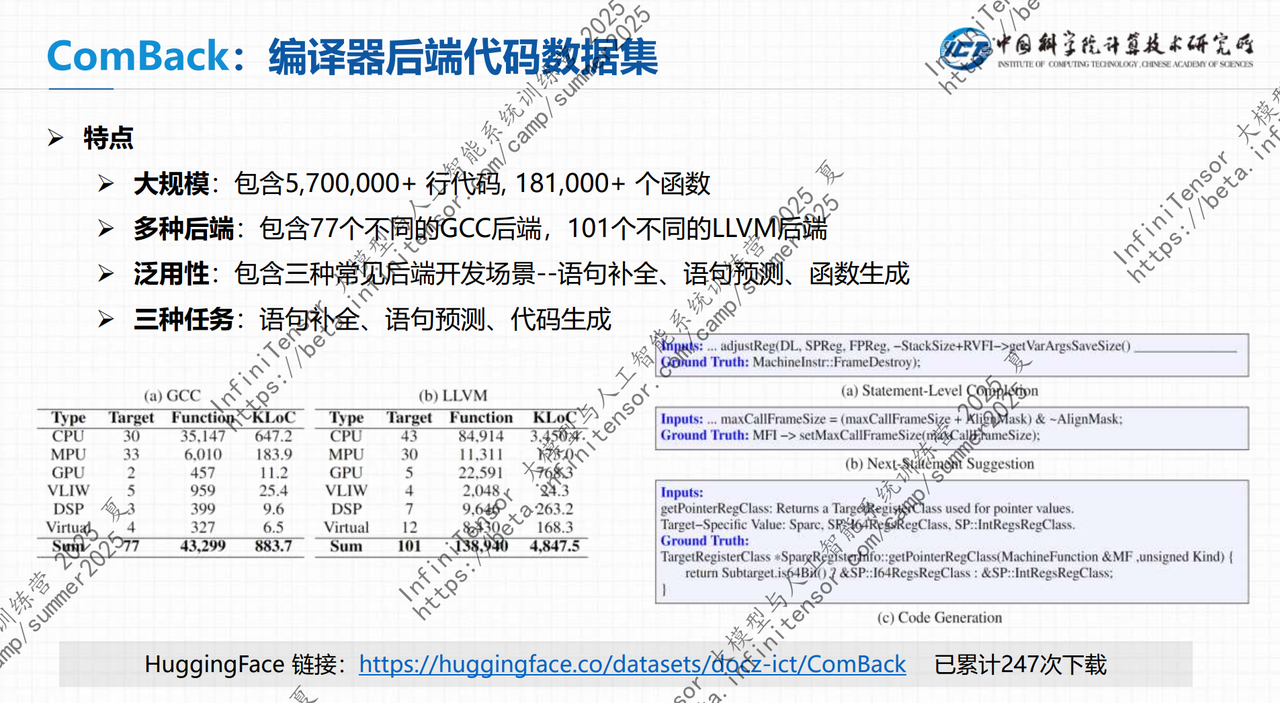 ComBack：编译器后端代码数据集
中国科学院计算技术研究所
INSTITUTE OF COMPUTING TECHNOLOGY, CHINESE ACADEMY OF SCIENCES
ICT
特点
大规模：包含5,700,000+ 行代码, 181,000+ 个函数
多种后端：包含77个不同的GCC后端，101个不同的LLVM后端
泛用性：包含三种常见后端开发场景--语句补全、语句预测、函数生成
三种任务：语句补全、语句预测、代码生成
(a) GCC
Type Target Function KLoC
CPU 30 35,147 647.2
MPU 33 6,010 183.9
GPU 2 457 11.2
VLIW 5 959 25.4
DSP 3 399 9.6
Virtual 4 327 6.5
Sum 77 43,299 883.7
(b) LLVM
Type Target Function KLoC
CPU 43 84,914
MPU 30 11,311
GPU 5 22,591 768.3
VLIW 4 2,048 24.3
DSP 7 263.2
Virtual 12 8,430 168.3
Sum 101 138,940 4,847.5
Inputs: ... adjustReg(DL, SPReg, FPReg, −StackSize+RVFI−>getVarArgsSaveSize() ______________
Ground Truth: MachineInstr::FrameDestroy);
(a) Statement-Level Completion
Inputs: ... maxCallFrameSize = (maxCallFrameSize + AlignMask) & ~AlignMask;
Ground Truth: MFI −> setMaxCallFrameSize(maxCallFrameSize);
(b) Next-Statement Suggestion
Inputs:
getPointerRegClass: Returns a TargetRegisterClass used for pointer values.
Target−Specific Value: Sparc, SP::I64RegsRegClass, SP::IntRegsRegClass.
Ground Truth:
TargetRegisterClass *SparcRegisterInfo::getPointerRegClass(MachineFunction &MF ,unsigned Kind) {
return Subtarget.is64Bit() ? &SP::I64RegsRegClass : &SP::IntRegsRegClass;
}
(c) Code Generation
HuggingFace 链接：https://huggingface.co/datasets/docz-ict/ComBack 已累计247次下载
InfiniTensor 大模型与人工智能系统训练营 2025 夏
https://beta.infinitensor.com/camp/summer2025